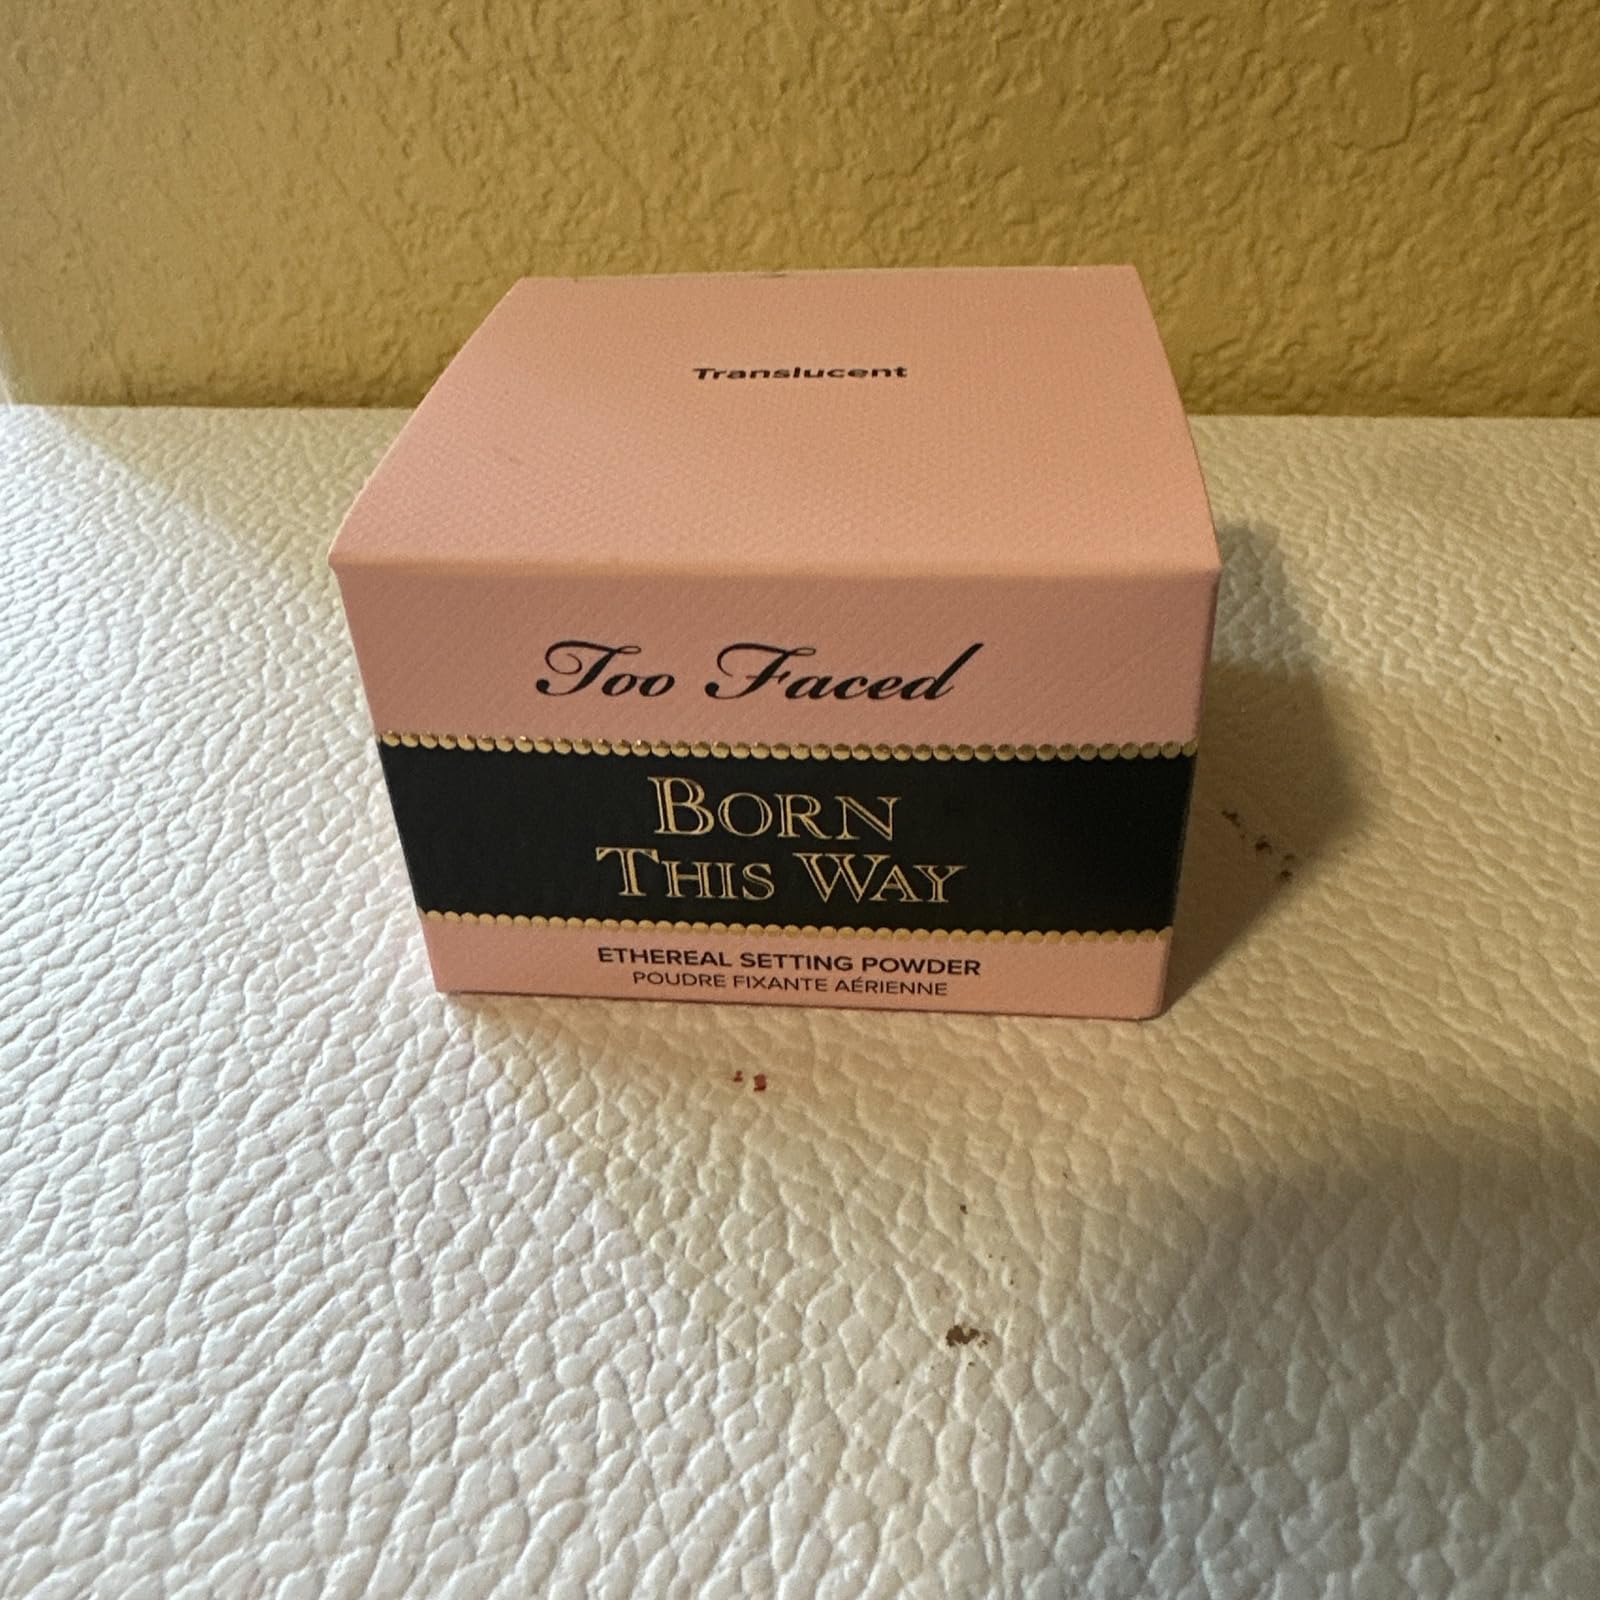 Translucent
Too Faced
BORN
THIS WAY
ETHEREAL SETTING POWDER
POUDRE FIXANTE AÉRIENNE